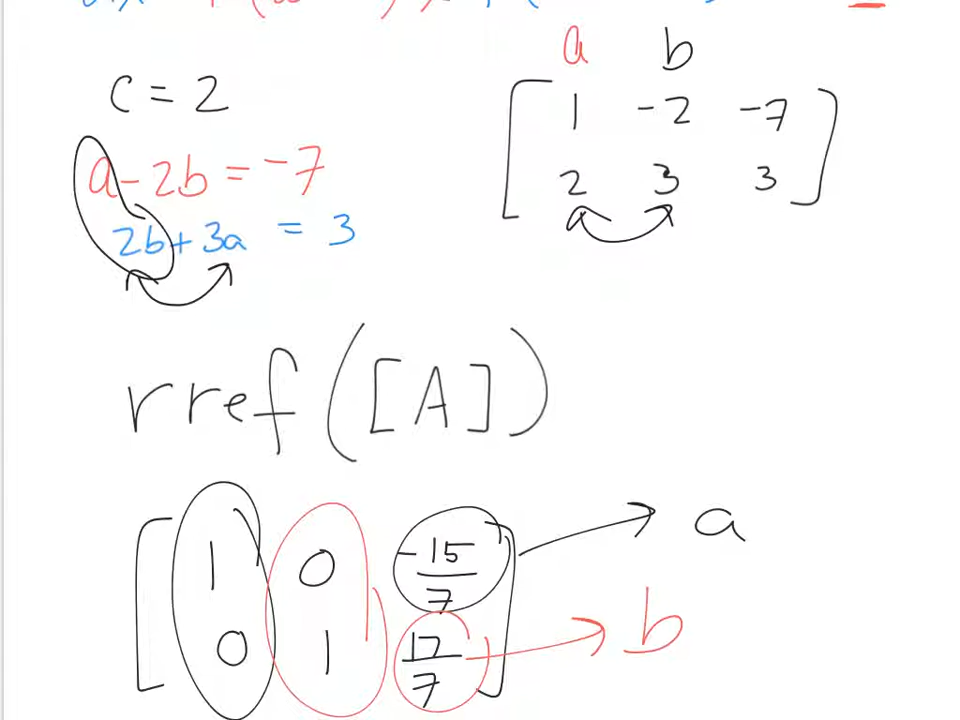 c = 2
a - 2b = -7
2b + 3a = 3
a b
1 -2 -7
2 3 3
a
rref([A])
1 0 -15/7 → a
0 1 17/7 → b